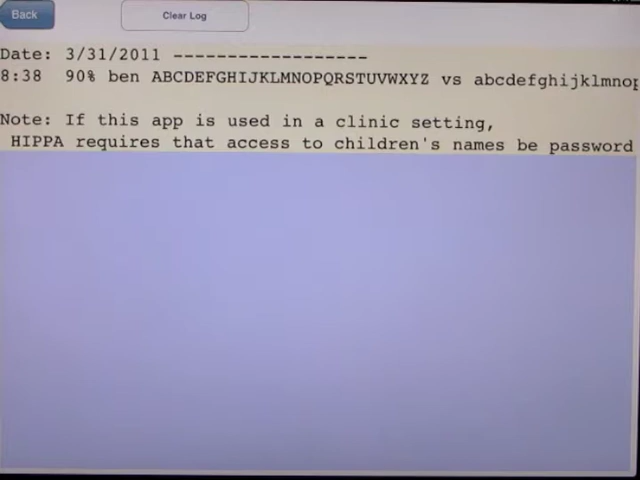 Back
Clear Log
Date: 3/31/2011 ------------------
8:38 90% ben ABCDEFGHIJKLMNOPQRSTUVWXYZ vs abcdefghijklmnop
Note: If this app is used in a clinic setting,
HIPPA requires that access to children's names be password